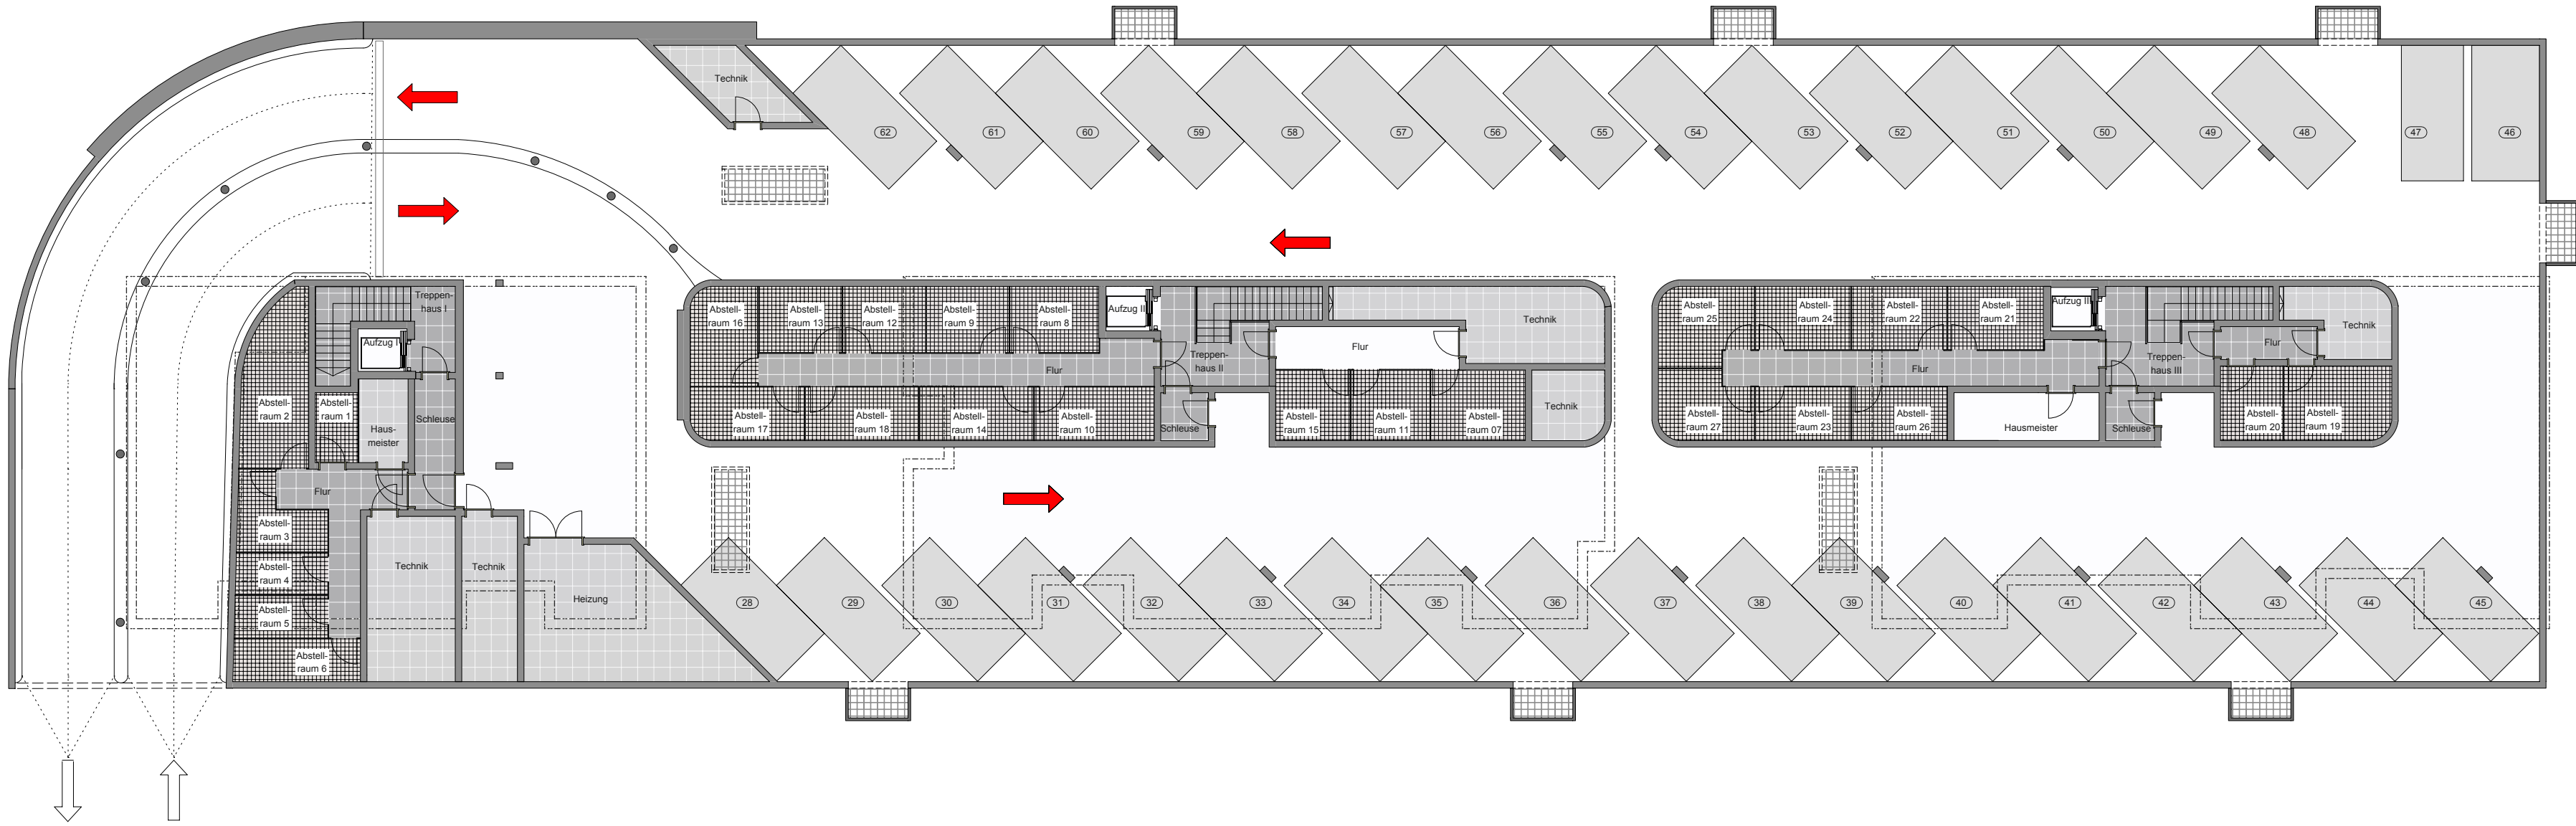 Technik
62
61
60
59
58
57
56
55
54
53
52
51
50
49
48
47
46
Treppen-
haus I
Aufzug I
Abstell-
raum 2
Abstell-
raum 1
Haus-
meister
Schleuse
Flur
Abstell-
raum 3
Abstell-
raum 4
Abstell-
raum 5
Abstell-
raum 6
Technik
Technik
Heizung
Abstell-
raum 16
Abstell-
raum 13
Abstell-
raum 12
Abstell-
raum 9
Abstell-
raum 8
Aufzug II
Technik
Flur
Treppen-
haus II
Flur
Abstell-
raum 17
Abstell-
raum 18
Abstell-
raum 14
Abstell-
raum 10
Schleuse
Abstell-
raum 15
Abstell-
raum 11
Abstell-
raum 07
Technik
Abstell-
raum 25
Abstell-
raum 24
Abstell-
raum 22
Abstell-
raum 21
Aufzug III
Technik
Flur
Treppen-
haus III
Flur
Abstell-
raum 27
Abstell-
raum 23
Abstell-
raum 26
Hausmeister
Schleuse
Abstell-
raum 20
Abstell-
raum 19
28
29
30
31
32
33
34
35
36
37
38
39
40
41
42
43
44
45